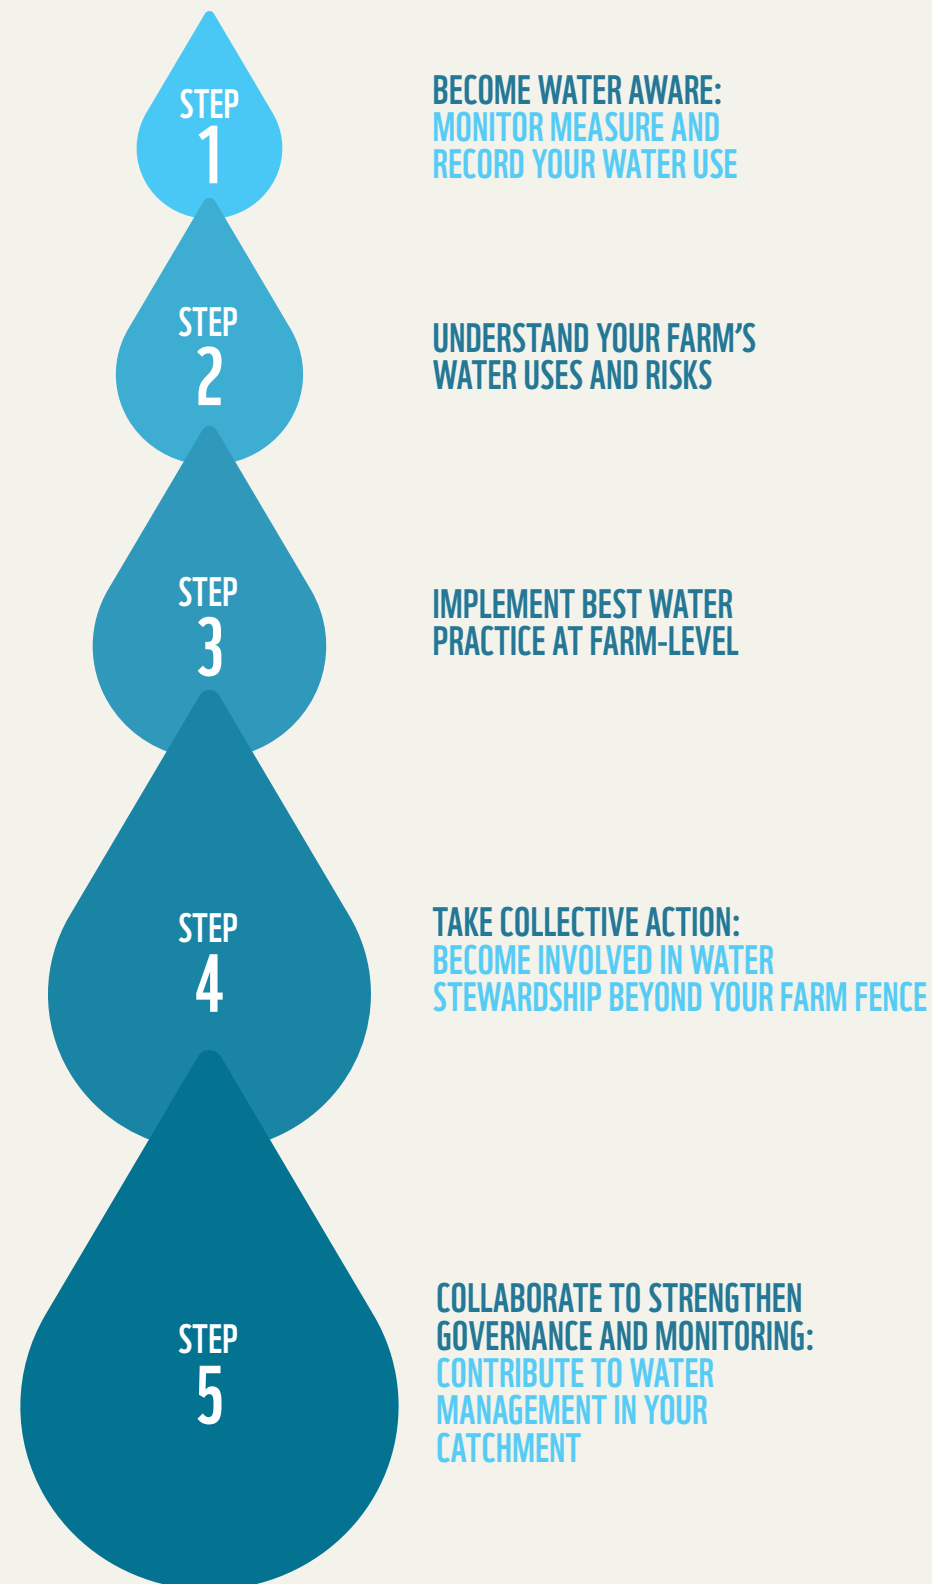 STEP
1
BECOME WATER AWARE:
MONITOR MEASURE AND
RECORD YOUR WATER USE
STEP
2
UNDERSTAND YOUR FARM'S
WATER USES AND RISKS
STEP
3
IMPLEMENT BEST WATER
PRACTICE AT FARM-LEVEL
STEP
4
TAKE COLLECTIVE ACTION:
BECOME INVOLVED IN WATER
STEWARDSHIP BEYOND YOUR FARM FENCE
STEP
5
COLLABORATE TO STRENGTHEN
GOVERNANCE AND MONITORING:
CONTRIBUTE TO WATER
MANAGEMENT IN YOUR
CATCHMENT